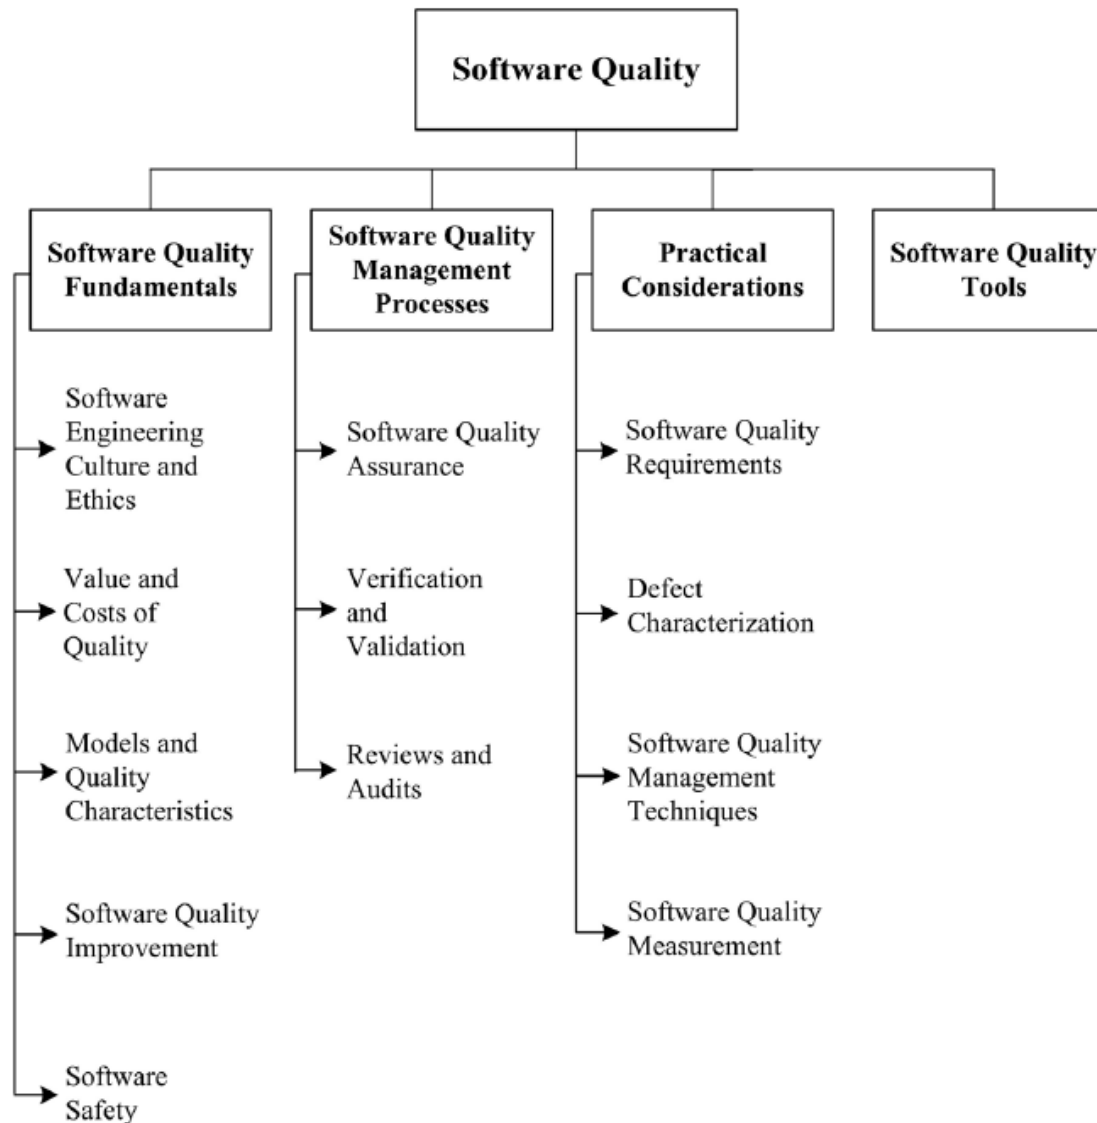 Software Quality
Software Quality
Fundamentals
Software
Engineering
Culture and
Ethics
Value and
Costs of
Quality
Models and
Quality
Characteristics
Software Quality
Improvement
Software
Safety
Software Quality
Management
Processes
Software Quality
Assurance
Verification
and
Validation
Reviews and
Audits
Practical
Considerations
Software Quality
Requirements
Defect
Characterization
Software Quality
Management
Techniques
Software Quality
Measurement
Software Quality
Tools